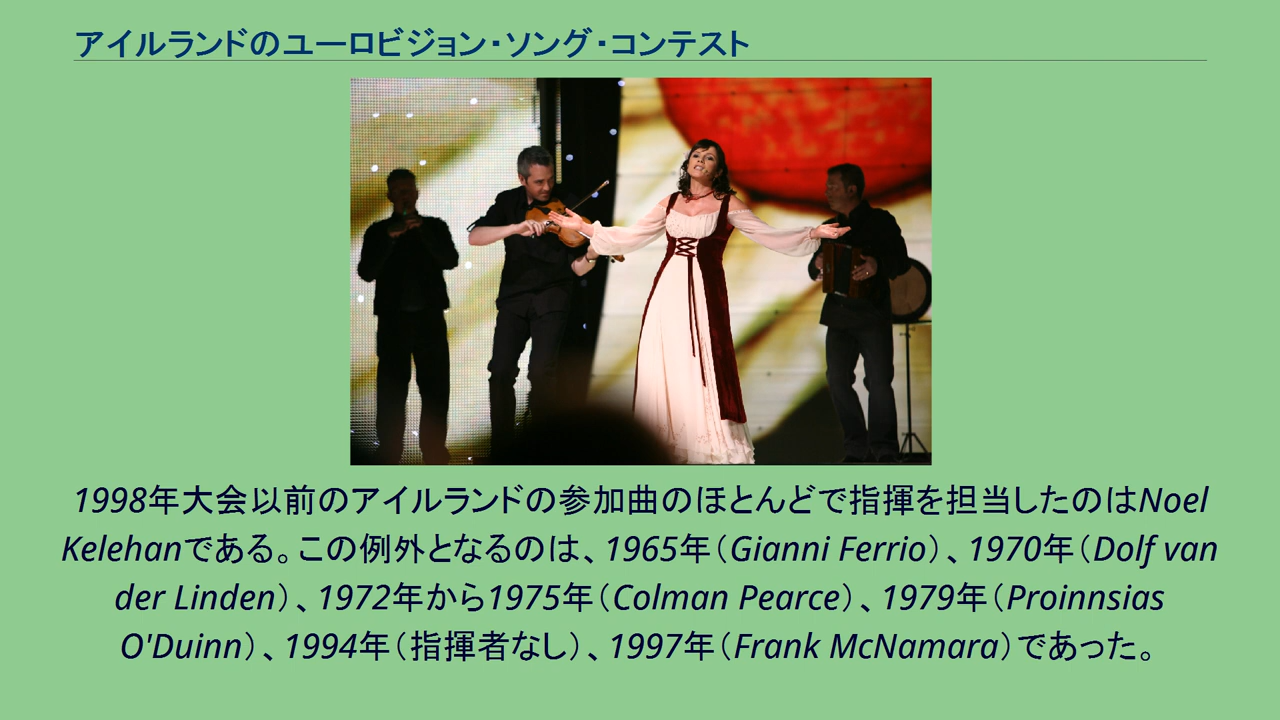 アイルランドのユーロビジョン・ソング・コンテスト
1998年大会以前のアイルランドの参加曲のほとんどで指揮を担当したのはNoel
Kelehanである。この例外となるのは、1965年（Gianni Ferrio）、1970年（Dolf van
der Linden）、1972年から1975年（Colman Pearce）、1979年（Proinnsias
O'Duinn）、1994年（指揮者なし）、1997年（Frank McNamara）であった。